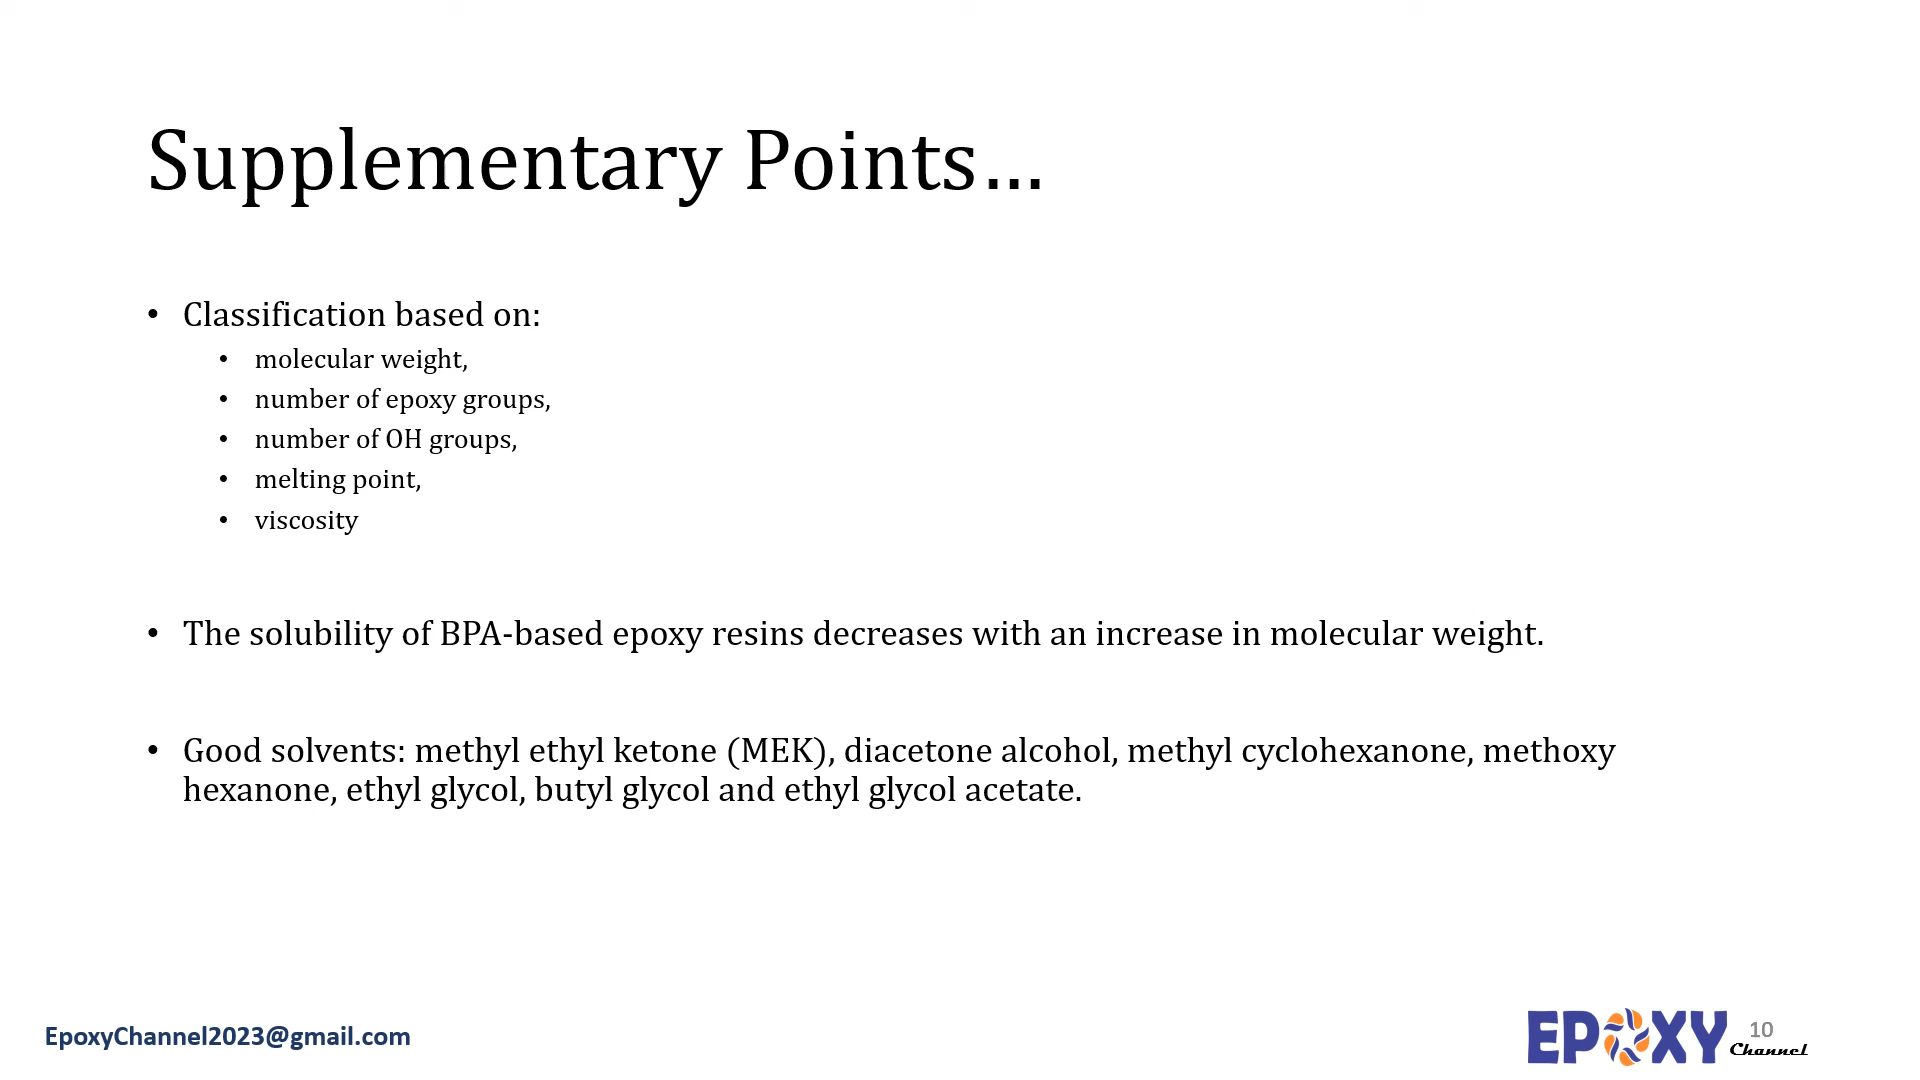 Supplementary Points…
• Classification based on:
• molecular weight,
• number of epoxy groups,
• number of OH groups,
• melting point,
• viscosity
• The solubility of BPA-based epoxy resins decreases with an increase in molecular weight.
• Good solvents: methyl ethyl ketone (MEK), diacetone alcohol, methyl cyclohexanone, methoxy
hexanone, ethyl glycol, butyl glycol and ethyl glycol acetate.
EpoxyChannel2023@gmail.com
EPOXY
Channel
10